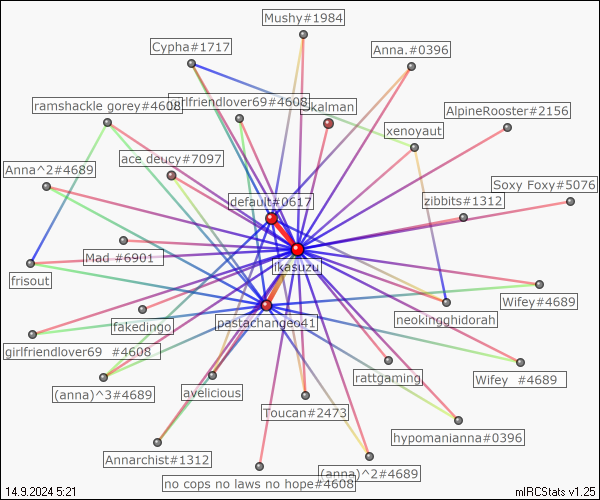 Mushy#1984
Cypha#1717
Anna.#0396
ramshackle gorey#4608
girlfriendlover69#4608
skalman
AlpineRooster#2156
xenoyaut
ace deucy#7097
Anna^2#4689
Soxy Foxy#5076
default#0617
zibbits#1312
Mad #6901
ikasuzu
frisout
Wifey#4689
neokingghidorah
fakedingo
pastachangeo41
girlfriendlover69 #4608
rattgaming
Wifey #4689
(anna)^3#4689
avelicious
Toucan#2473
hypomanianna#0396
Annarchist#1312
(anna)^2#4689
no cops no laws no hope#4608
14.9.2024 5:21
mIRCStats v1.25